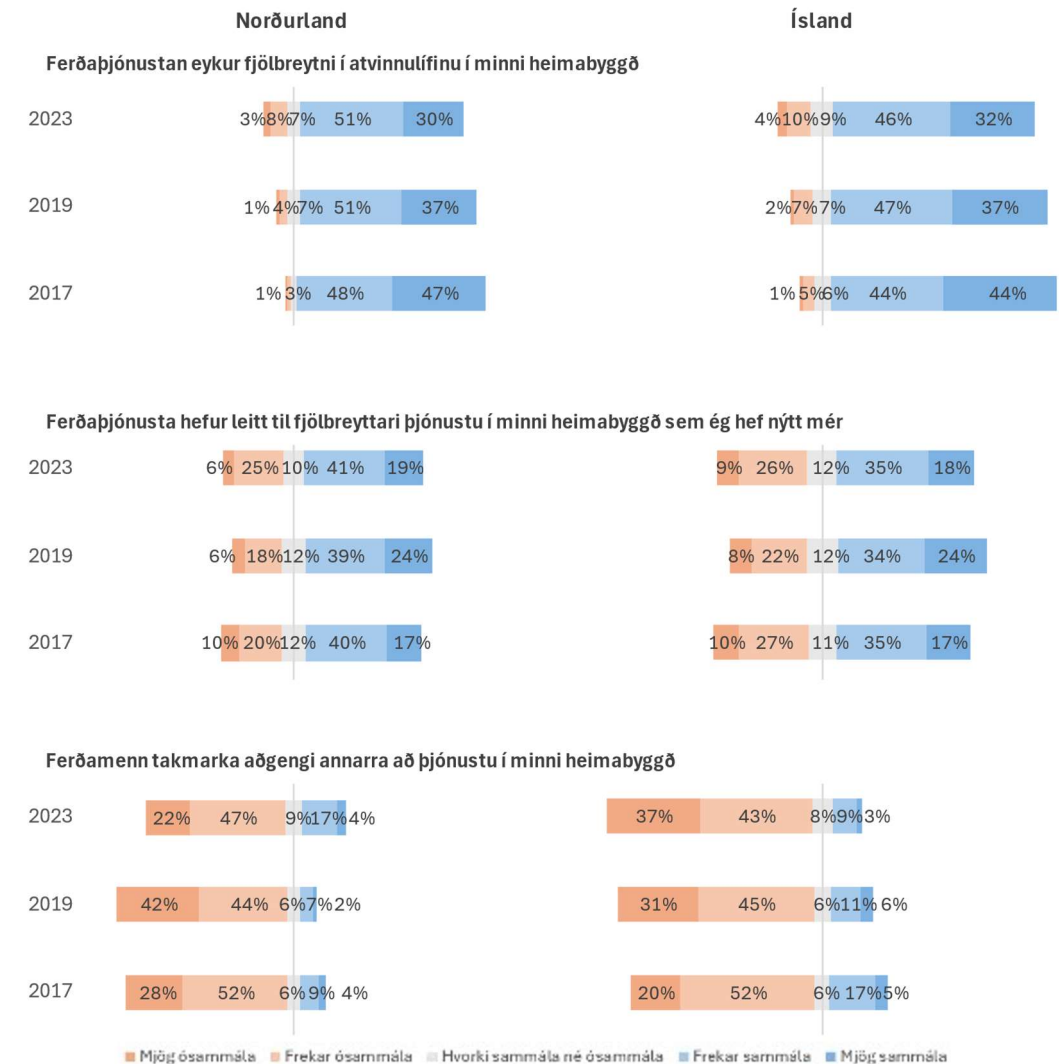 Norðurland Ísland
Ferðaþjónustan eykur fjölbreytni í atvinnulífinu í minni heimabyggð
2023 3% 8% 7% 51% 30% 4% 10% 9% 46% 32%
2019 1% 4% 7% 51% 37% 2% 7% 7% 47% 37%
2017 1% 3% 48% 47% 1% 5% 6% 44% 44%
Ferðaþjónusta hefur leitt til fjölbreyttari þjónustu í minni heimabyggð sem ég hef nýtt mér
2023 6% 25% 10% 41% 19% 9% 26% 12% 35% 18%
2019 6% 18% 12% 39% 24% 8% 22% 12% 34% 24%
2017 10% 20% 12% 40% 17% 10% 27% 11% 35% 17%
Ferðamenn takmarka aðgengi annarra að þjónustu í minni heimabyggð
2023 22% 47% 9% 17% 4% 37% 43% 8% 9% 3%
2019 42% 44% 6% 7% 2% 31% 45% 6% 11% 6%
2017 28% 52% 6% 9% 4% 20% 52% 6% 17% 5%
Mjög ósammála Frekar ósammála Hvorki sammála né ósammála Frekar sammála Mjög sammála